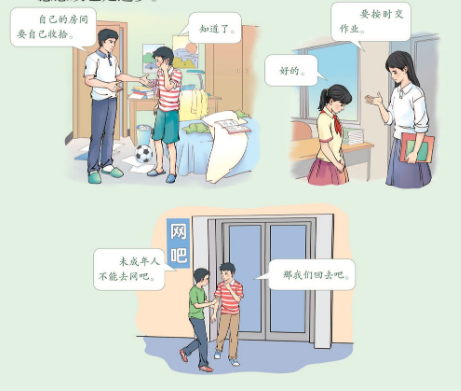 自己的房间
要自己收拾。
知道了。
要按时交
作业。
好的。
网
吧
未成年人
不能去网吧。
那我们回去吧。